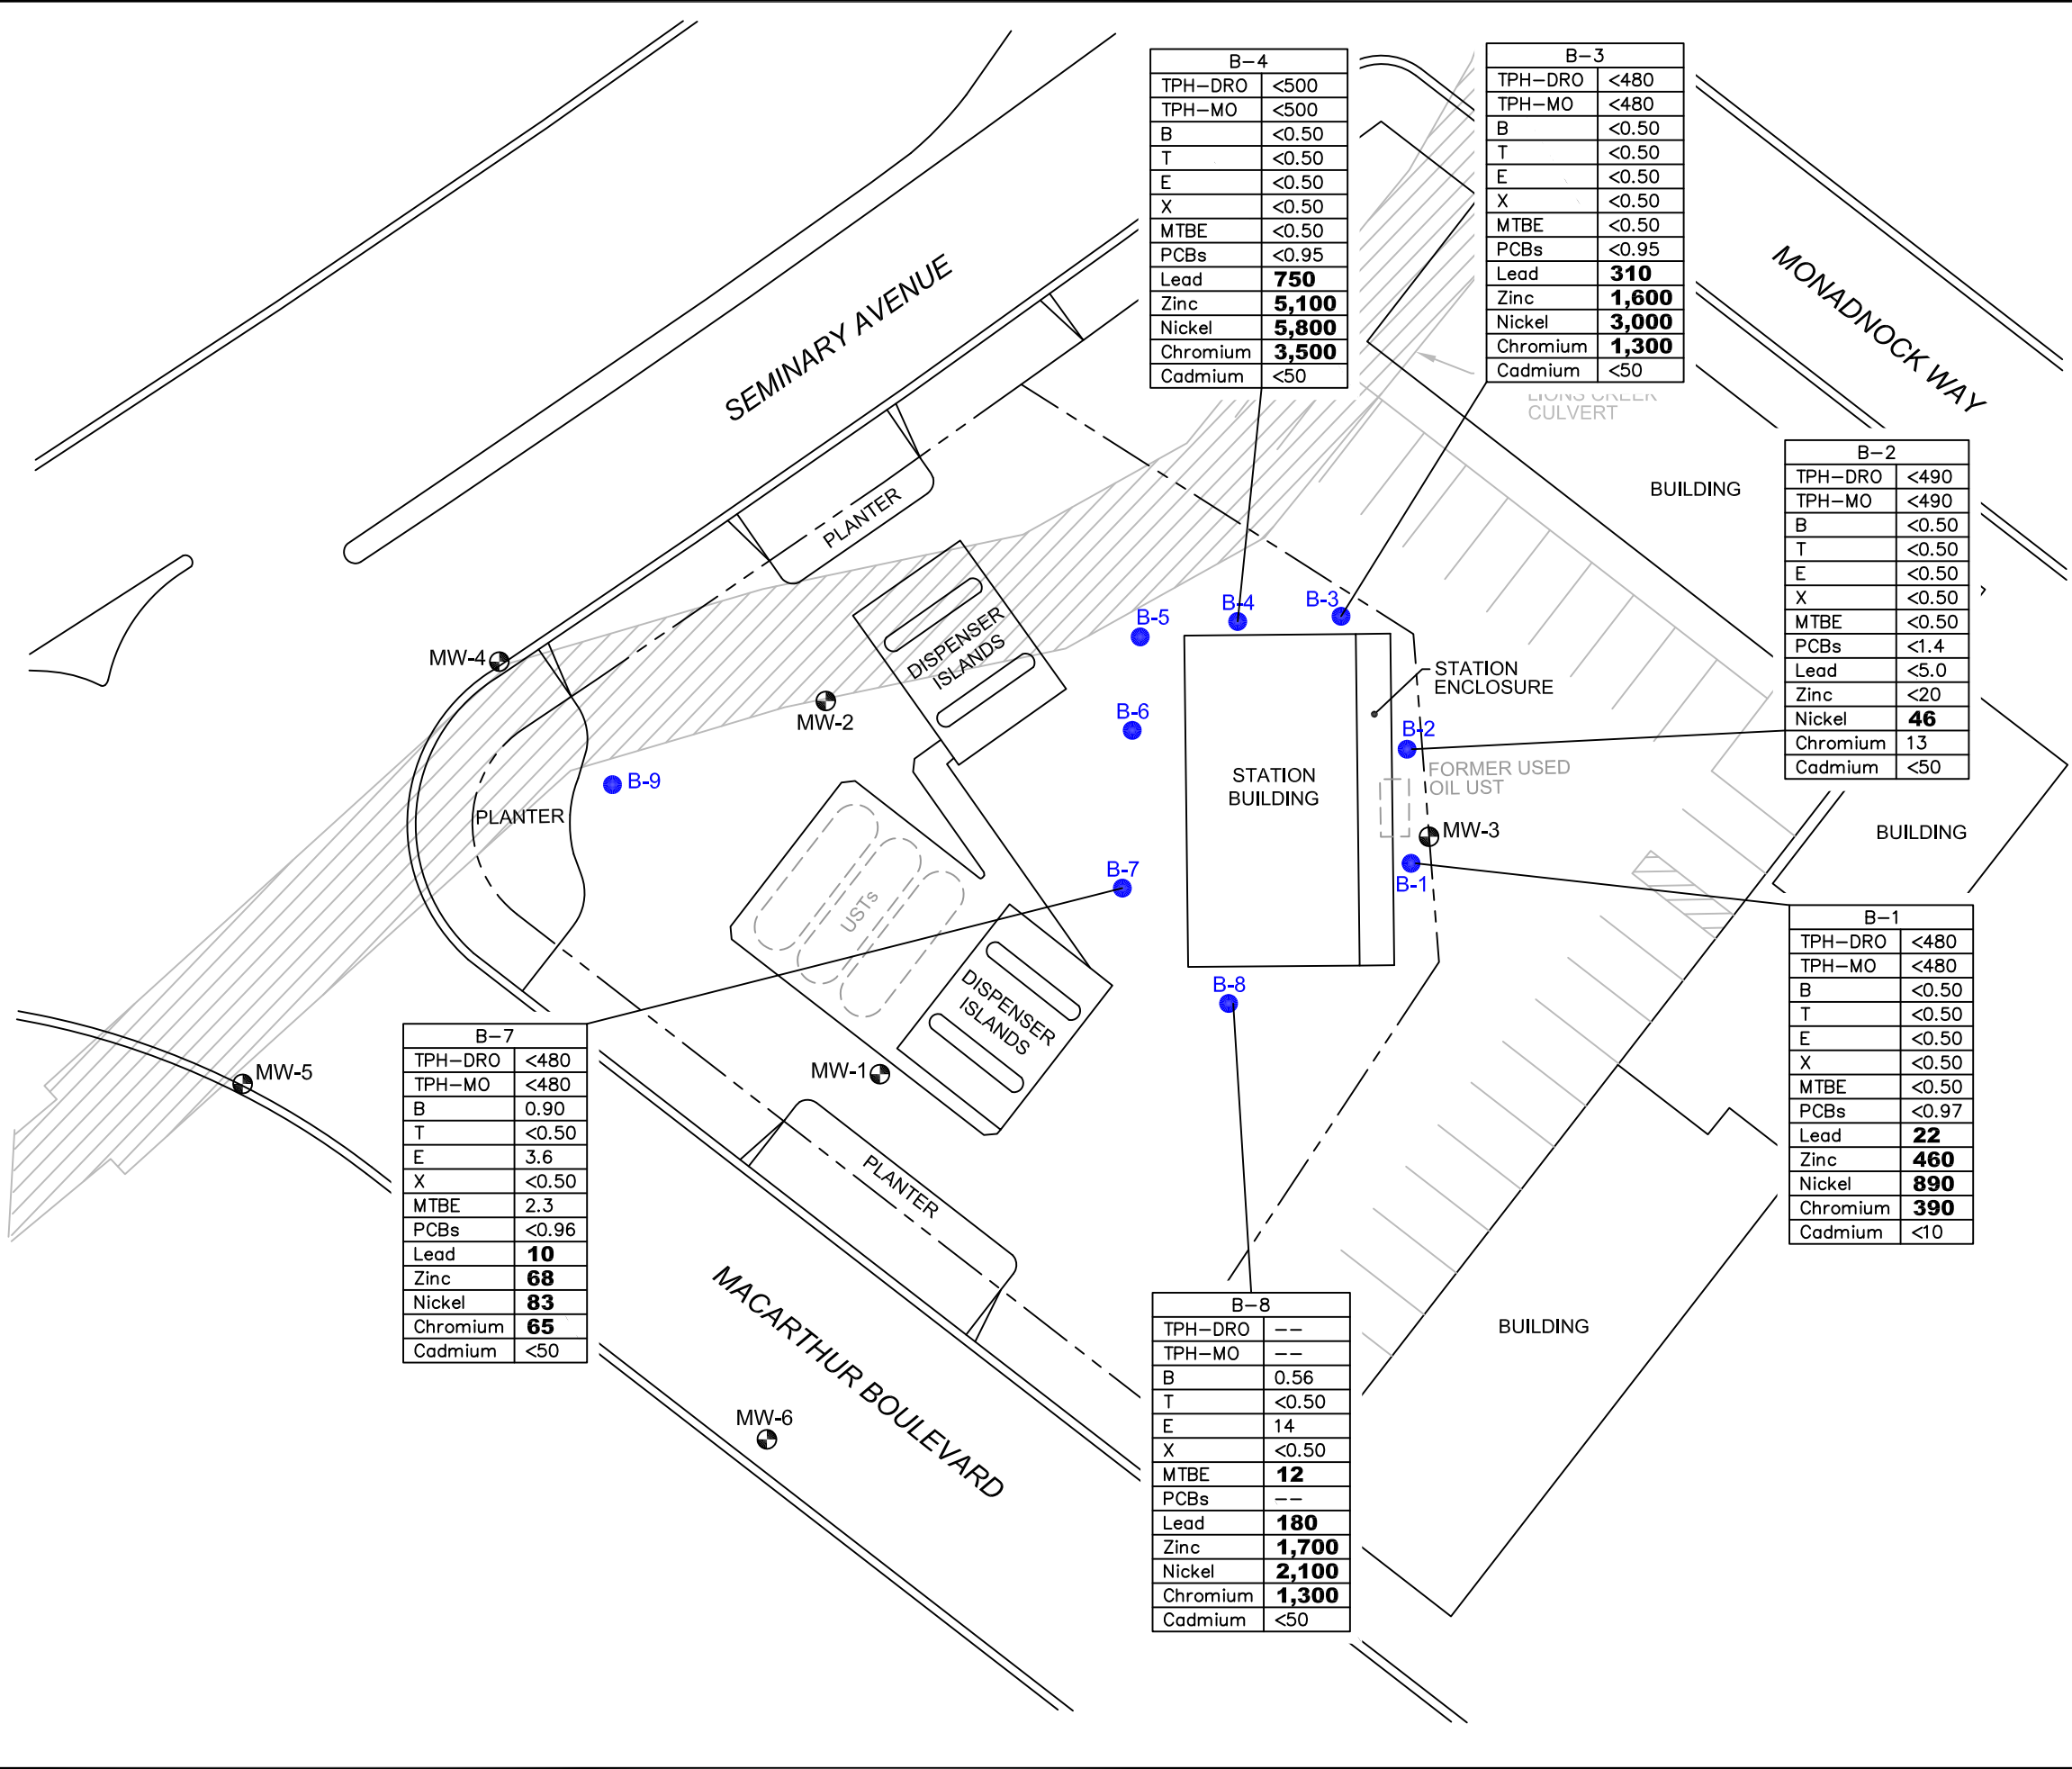 B-4
TPH-DRO <500
TPH-MO <500
B <0.50
T <0.50
E <0.50
X <0.50
MTBE <0.50
PCBs <0.95
Lead 750
Zinc 5,100
Nickel 5,800
Chromium 3,500
Cadmium <50
B-3
TPH-DRO <480
TPH-MO <480
B <0.50
T <0.50
E <0.50
X <0.50
MTBE <0.50
PCBs <0.95
Lead 310
Zinc 1,600
Nickel 3,000
Chromium 1,300
Cadmium <50
MONADNOCK WAY
SEMINARY AVENUE
LIONS CREEK
CULVERT
BUILDING
B-2
TPH-DRO <490
TPH-MO <490
B <0.50
T <0.50
E <0.50
X <0.50
MTBE <0.50
PCBs <1.4
Lead <5.0
Zinc <20
Nickel 46
Chromium 13
Cadmium <50
PLANTER
B-5
B-4
B-3
DISPENSER
ISLANDS
MW-4
MW-2
B-6
STATION
ENCLOSURE
B-2
B-9
STATION
BUILDING
FORMER USED
OIL UST
PLANTER
MW-3
BUILDING
B-7
B-1
USTs
B-1
TPH-DRO <480
TPH-MO <480
B <0.50
T <0.50
E <0.50
X <0.50
MTBE <0.50
PCBs <0.97
Lead 22
Zinc 460
Nickel 890
Chromium 390
Cadmium <10
B-8
DISPENSER
ISLANDS
MW-5
MW-1
B-7
TPH-DRO <480
TPH-MO <480
B 0.90
T <0.50
E 3.6
X <0.50
MTBE 2.3
PCBs <0.96
Lead 10
Zinc 68
Nickel 83
Chromium 65
Cadmium <50
PLANTER
MACARTHUR BOULEVARD
MW-6
BUILDING
B-8
TPH-DRO --
TPH-MO --
B 0.56
T <0.50
E 14
X <0.50
MTBE 12
PCBs --
Lead 180
Zinc 1,700
Nickel 2,100
Chromium 1,300
Cadmium <50